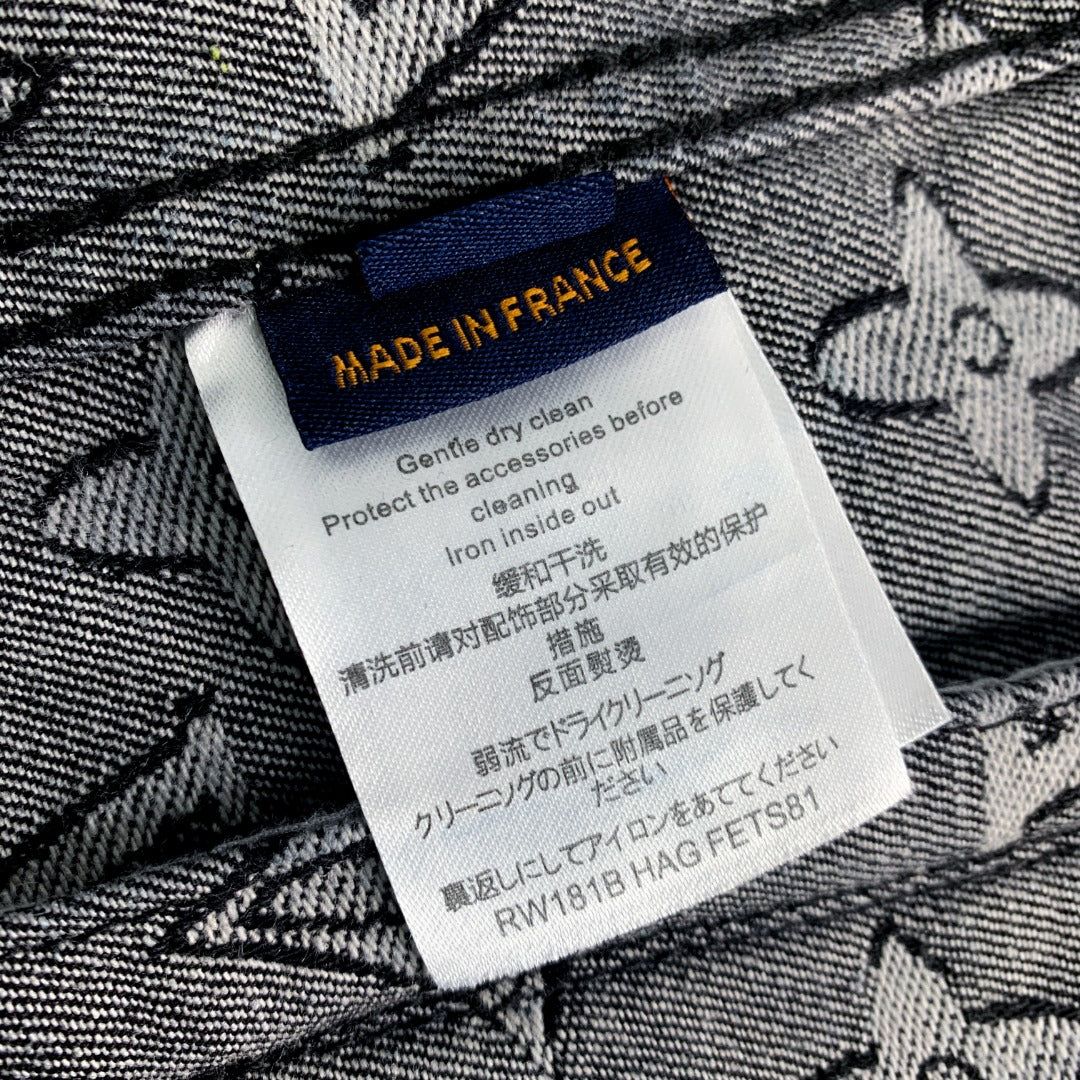 MADE IN FRANCE
Gentle dry clean
Protect the accessories before
cleaning
Iron inside out
缓和干洗
清洗前请对配饰部分采取有效的保护
措施
反面熨烫
弱流でドライクリーニング
クリーニングの前に附属品を保護してく
ださい
裏返しにしてアイロンをあててください
RW181B HAG FETS81